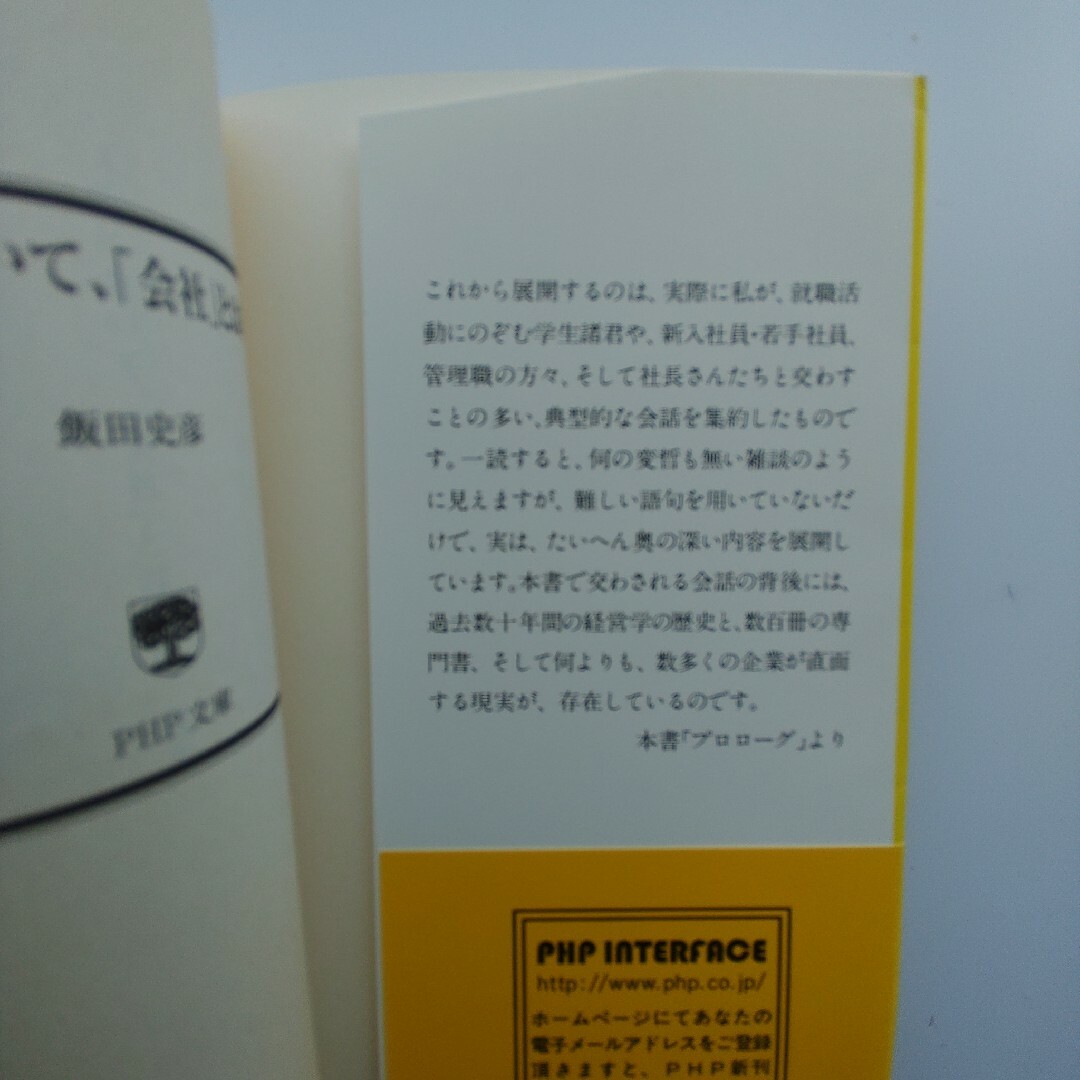 いて、「会社」と
飯田史彦
PHP文庫
これから展開するのは、実際に私が、就職活
動にのぞむ学生諸君や、新入社員・若手社員、
管理職の方々、そして社長さんたちと交わす
ことの多い、典型的な会話を集約したもので
す。一読すると、何の変哲も無い雑談のよう
に見えますが、難しい語句を用いていないだ
けで、実は、たいへん奥の深い内容を展開し
ています。本書で交わされる会話の背後には、
過去数十年間の経営学の歴史と、数百冊の専
門書、そして何よりも、数多くの企業が直面
する現実が、存在しているのです。
本書「プロローグ」より
PHP INTERFACE
http://www.php.co.jp/
ホームページにてあなたの
電子メールアドレスをご登録
頂きますと、PHP新刊